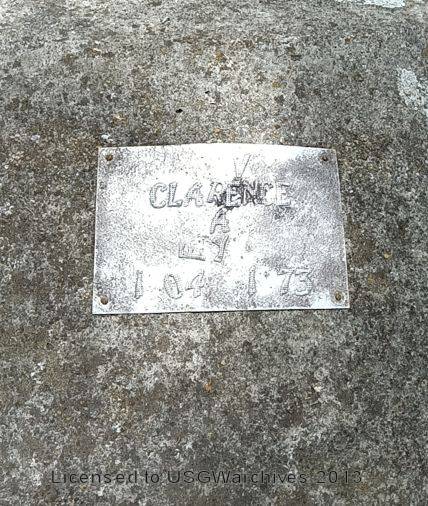 CLARENCE
A
E Y
1 04 1 73
Licensed to USGWarchives 2013